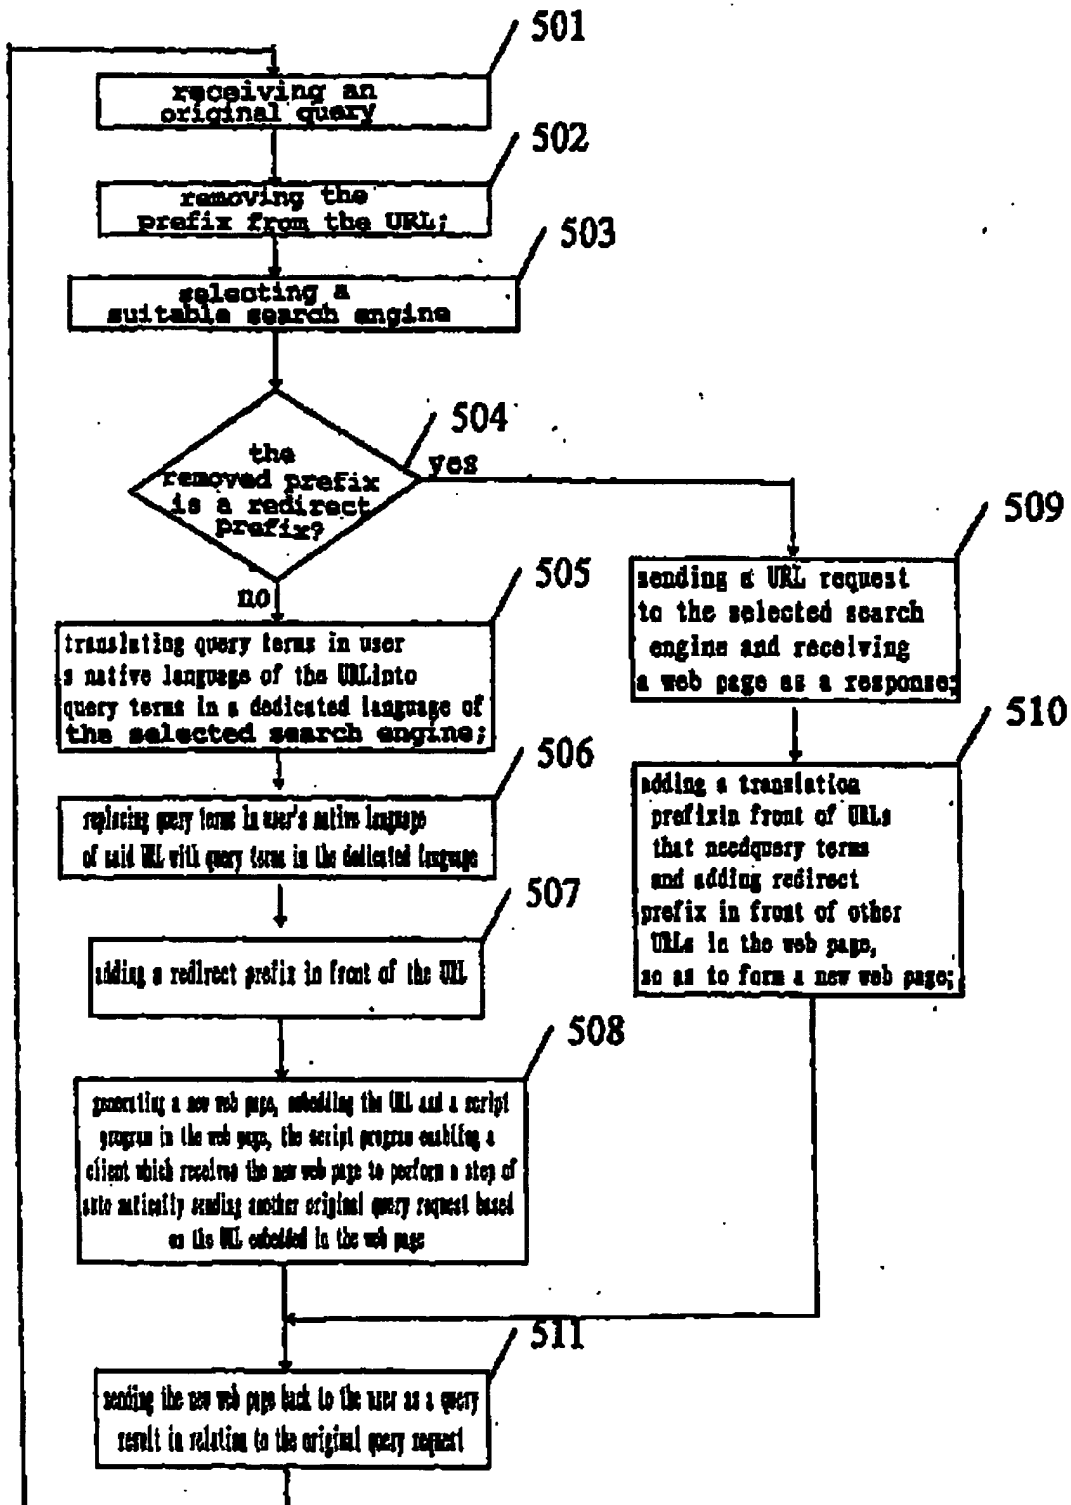 501
receiving an
original query
502
removing the
prefix from the URL;
503
selecting a
suitable search engine
504
the
removed prefix
is a redirect
prefix?
yes
no
505
translating query terms in user
s native language of the URLinto
query terms in a dedicated language of
the selected search engine;
506
replacing query terms in user's native language
of said URL with query terms in the dedicated language
507
adding a redirect prefix in front of the URL
508
generating a new web page, embedding the URL and a script
program in the web page, the script program enabling a
client which receives the new web page to perform a step of
auto matically sending another original query request based
on the URL embedded in the web page
509
sending a URL request
to the selected search
engine and receiving
a web page as a response;
510
adding a translation
prefixin front of URLs
that needquery terms
and adding redirect
prefix in front of other
URLs in the web page,
so as to form a new web page;
511
sending the new web page back to the user as a query
result in relation to the original query request